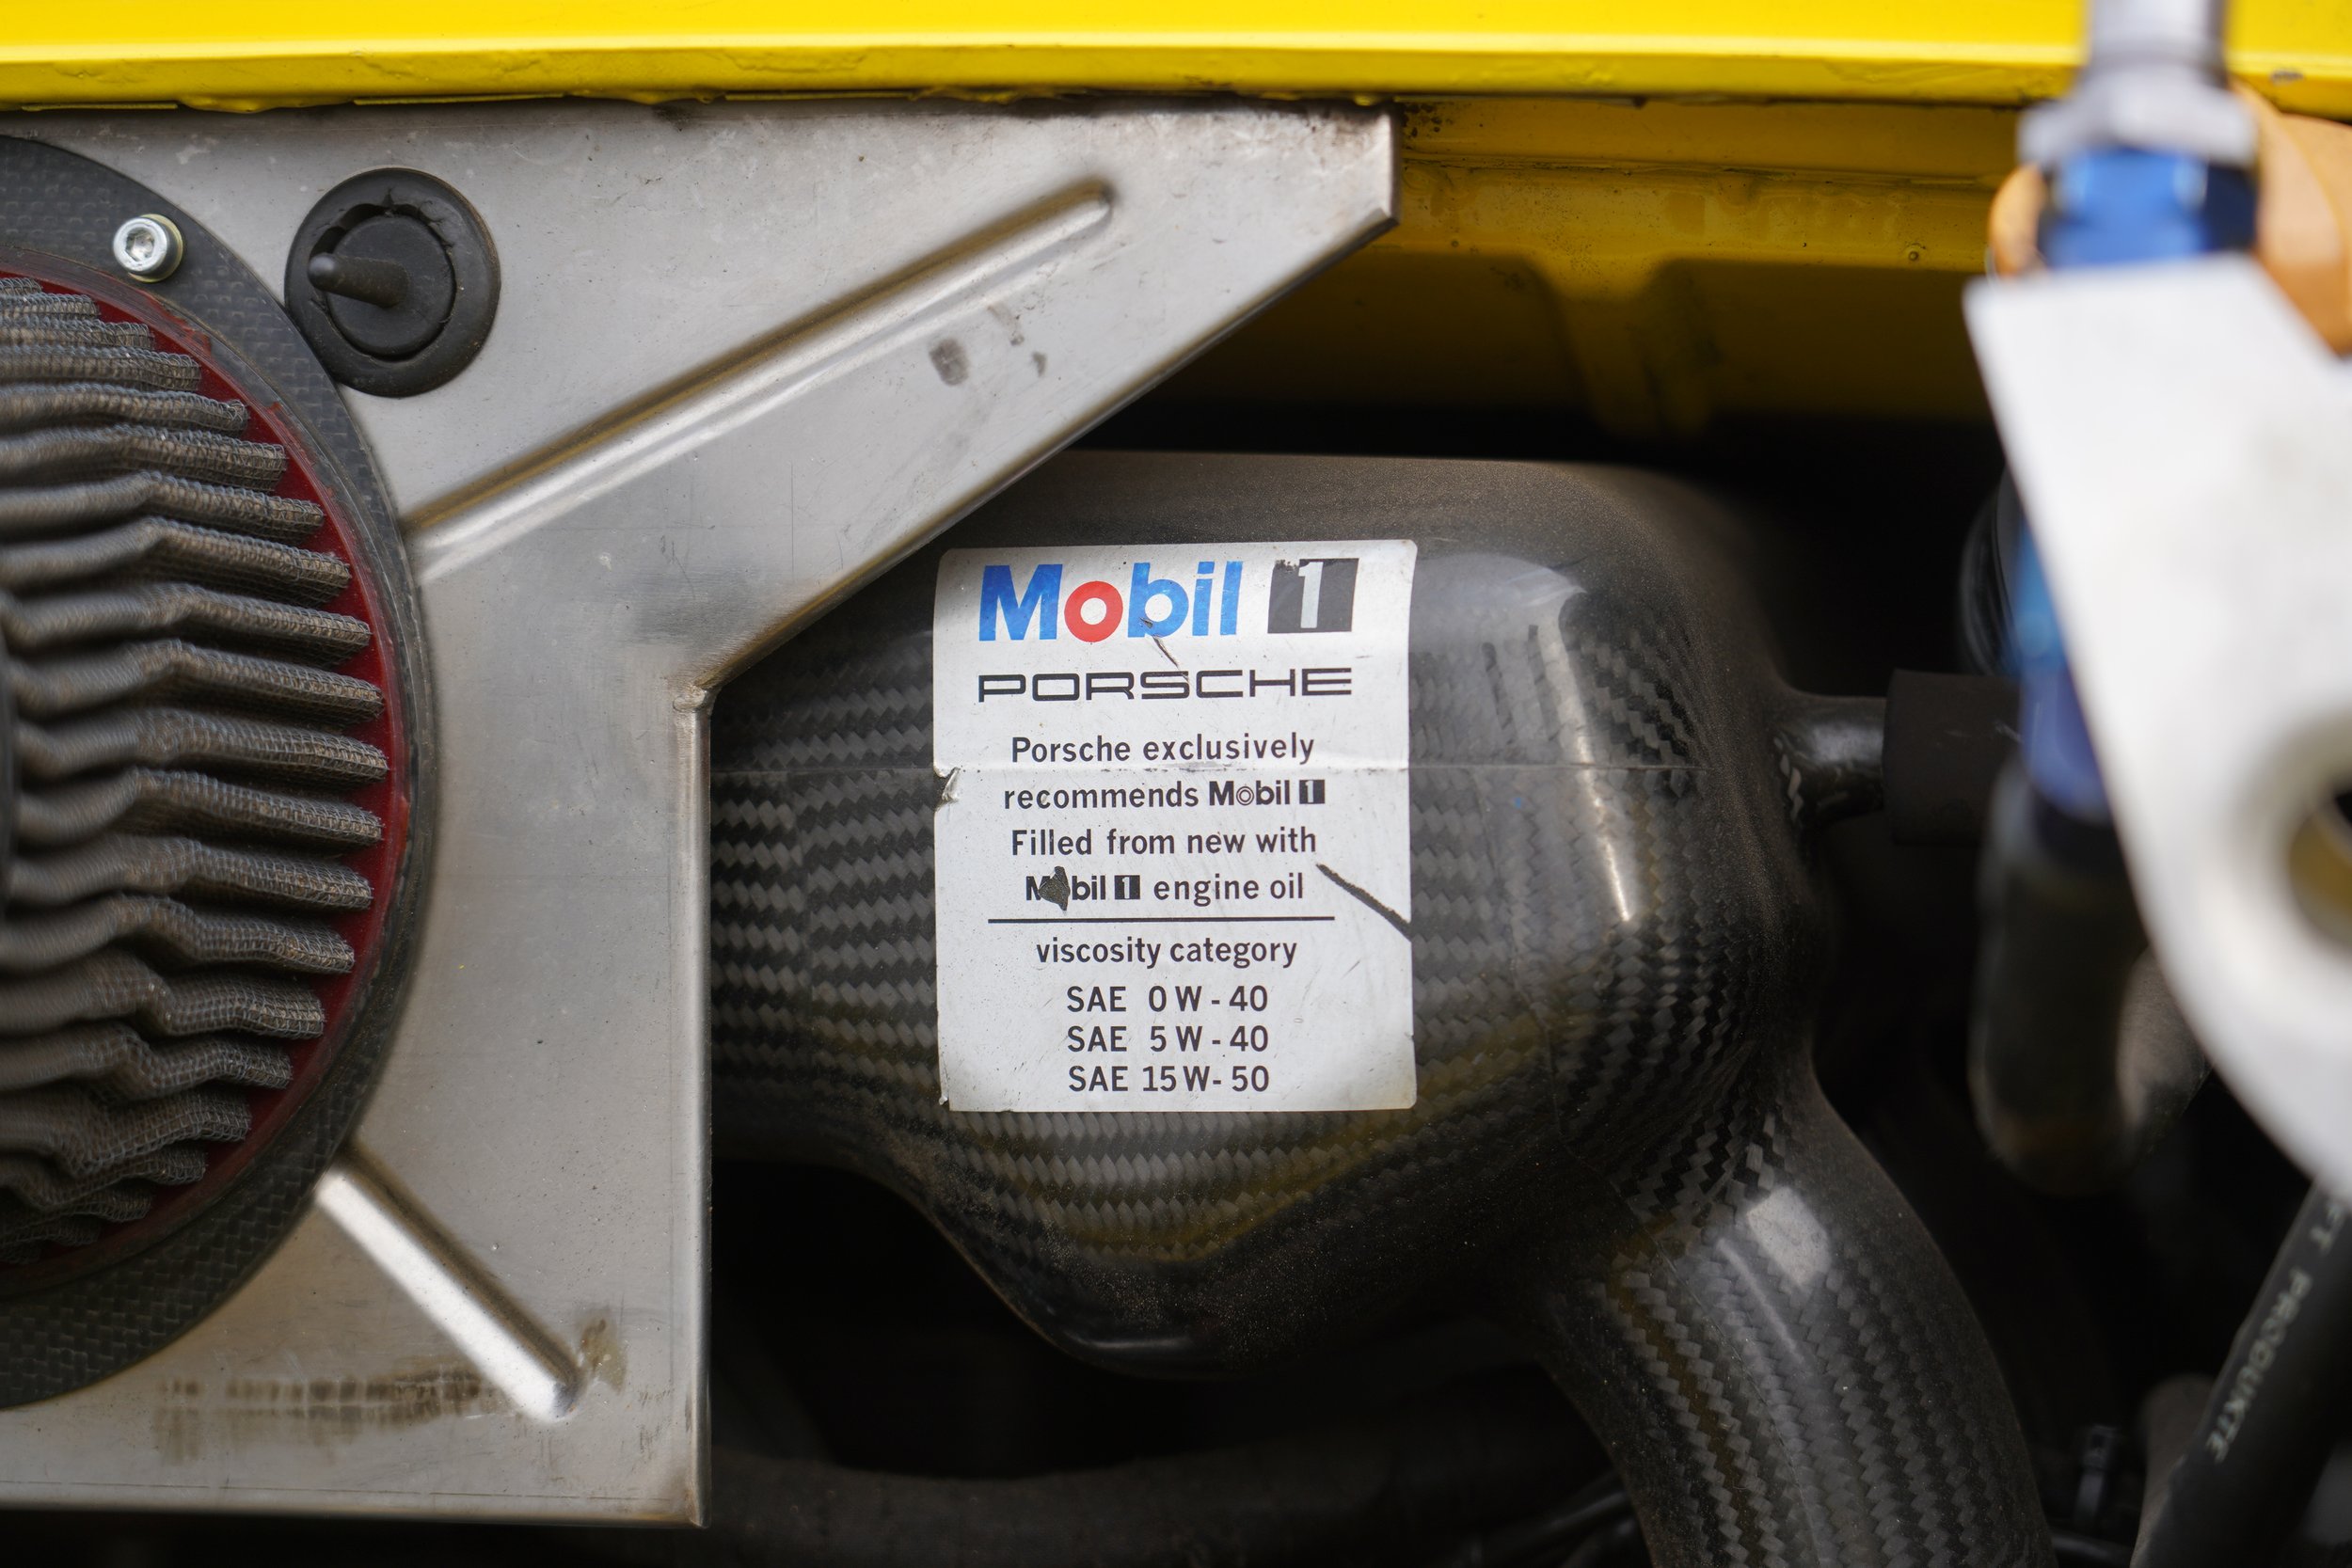 Mobil 1
PORSCHE
Porsche exclusively
recommends Mobil 1
Filled from new with
Mobil 1 engine oil
viscosity category
SAE 0W-40
SAE 5W-40
SAE 15W-50
PRODUKTE